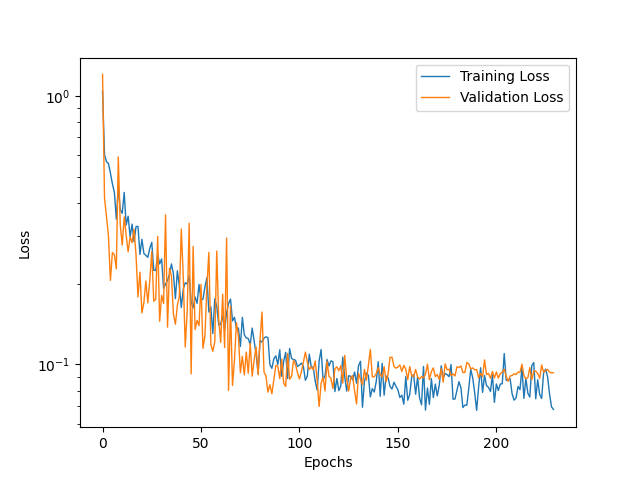 Training Loss
Validation Loss
10⁰
10⁻¹
Loss
0 50 100 150 200
Epochs